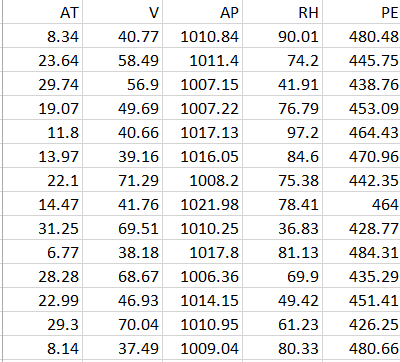 AT V AP RH PE
8.34 40.77 1010.84 90.01 480.48
23.64 58.49 1011.4 74.2 445.75
29.74 56.9 1007.15 41.91 438.76
19.07 49.69 1007.22 76.79 453.09
11.8 40.66 1017.13 97.2 464.43
13.97 39.16 1016.05 84.6 470.96
22.1 71.29 1008.2 75.38 442.35
14.47 41.76 1021.98 78.41 464
31.25 69.51 1010.25 36.83 428.77
6.77 38.18 1017.8 81.13 484.31
28.28 68.67 1006.36 69.9 435.29
22.99 46.93 1014.15 49.42 451.41
29.3 70.04 1010.95 61.23 426.25
8.14 37.49 1009.04 80.33 480.66